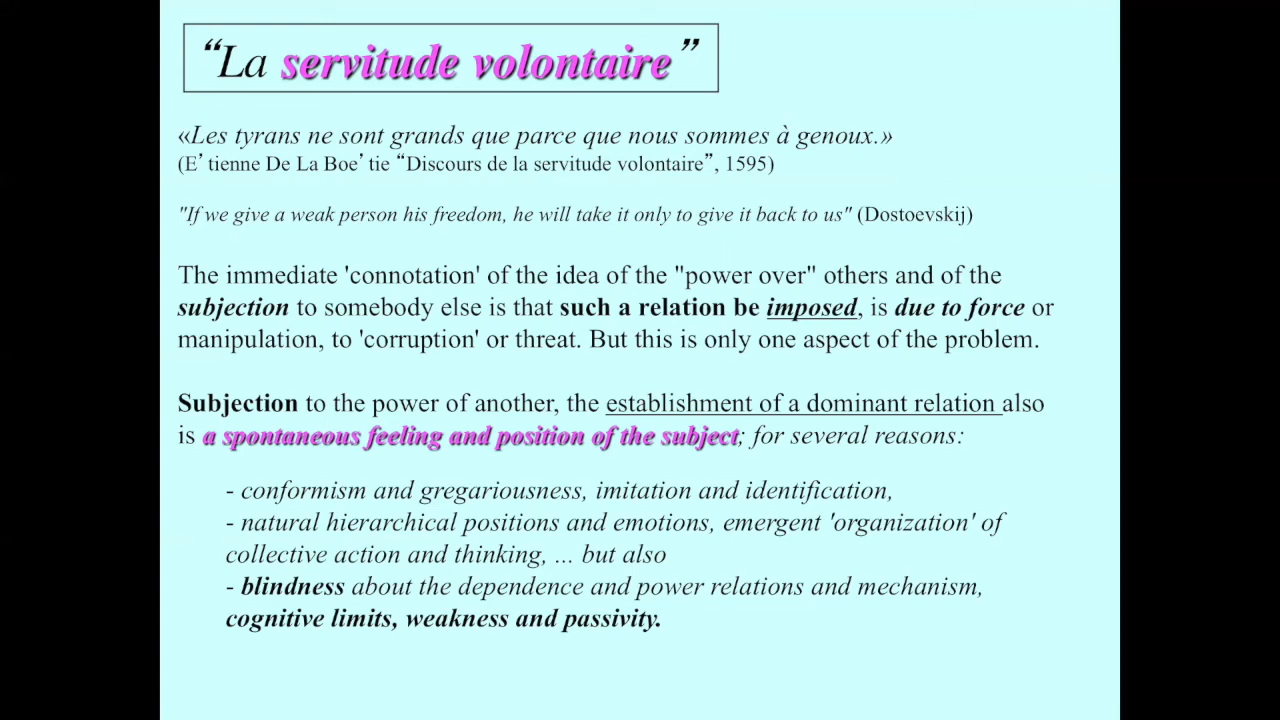 “La servitude volontaire”
«Les tyrans ne sont grands que parce que nous sommes à genoux.»
(E’tienne De La Boe’tie “Discours de la servitude volontaire”, 1595)
"If we give a weak person his freedom, he will take it only to give it back to us" (Dostoevskij)
The immediate 'connotation' of the idea of the "power over" others and of the
subjection to somebody else is that such a relation be imposed, is due to force or
manipulation, to 'corruption' or threat. But this is only one aspect of the problem.
Subjection to the power of another, the establishment of a dominant relation also
is a spontaneous feeling and position of the subject; for several reasons:
- conformism and gregariousness, imitation and identification,
- natural hierarchical positions and emotions, emergent 'organization' of
collective action and thinking, ... but also
- blindness about the dependence and power relations and mechanism,
cognitive limits, weakness and passivity.